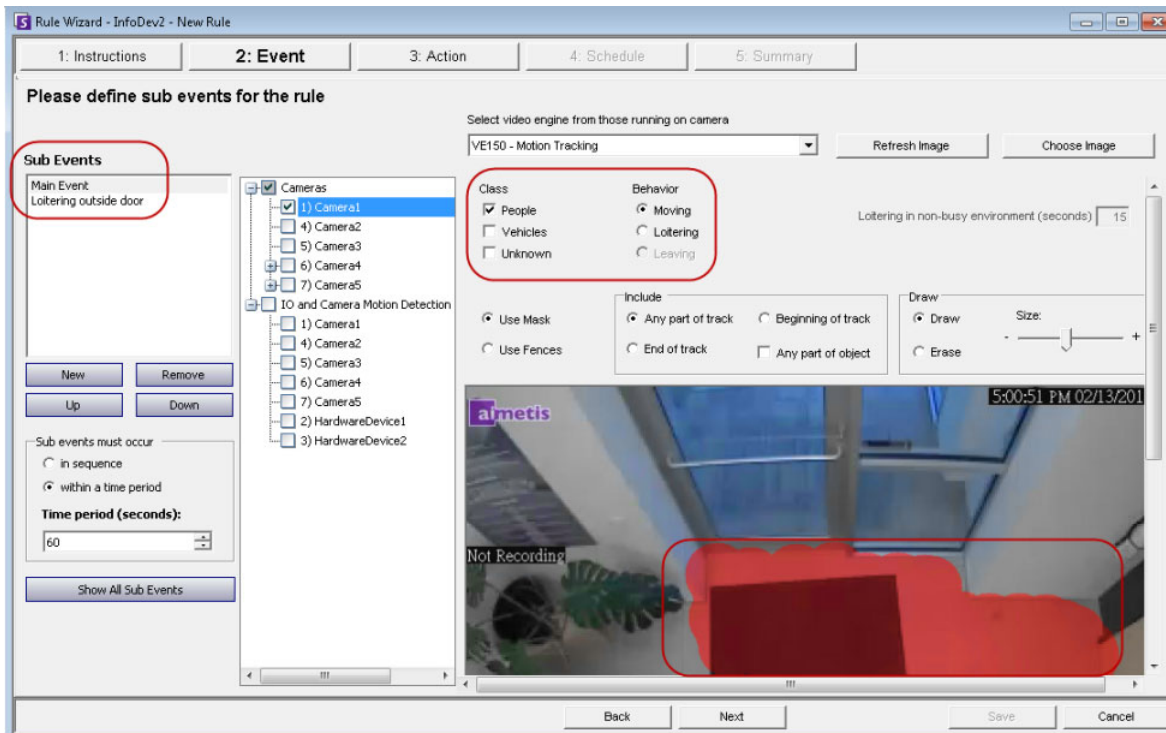 Rule Wizard - InfoDev2 - New Rule
1: Instructions
2: Event
3: Action
4: Schedule
5: Summary
Please define sub events for the rule
Sub Events
Main Event
Loitering outside door
New
Remove
Up
Down
Sub events must occur
in sequence
within a time period
Time period (seconds):
60
Show All Sub Events
Cameras
1) Camera1
4) Camera2
5) Camera3
6) Camera4
7) Camera5
IO and Camera Motion Detection
1) Camera1
4) Camera2
5) Camera3
6) Camera4
7) Camera5
2) HardwareDevice1
3) HardwareDevice2
Select video engine from those running on camera
VE150 - Motion Tracking
Refresh Image
Choose Image
Class
People
Vehicles
Unknown
Behavior
Moving
Loitering
Leaving
Loitering in non-busy environment (seconds) 15
Use Mask
Use Fences
Include
Any part of track
Beginning of track
End of track
Any part of object
Draw
Draw
Erase
Size:
- +
aimetis
5:00:51 PM 02/13/201
Not Recording
Back
Next
Save
Cancel